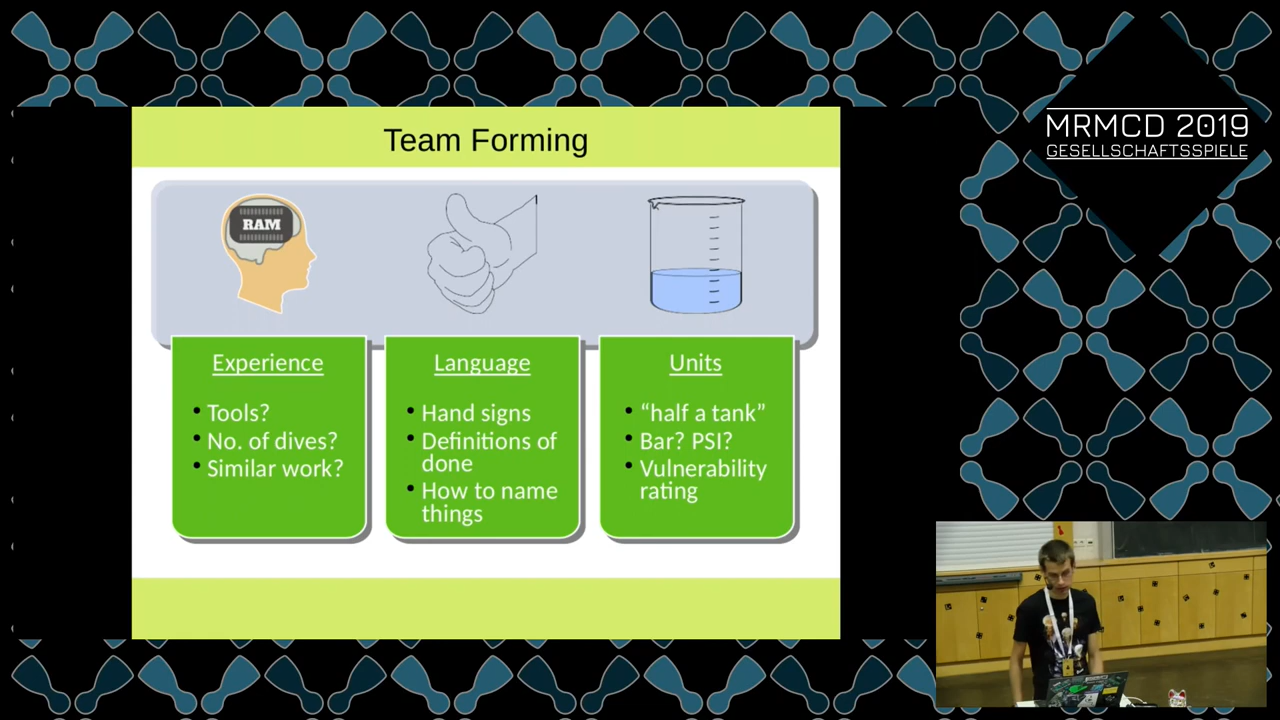 Team Forming
MRMCD 2019
GESELLSCHAFTSSPIELE
RAM
Experience
• Tools?
• No. of dives?
• Similar work?
Language
• Hand signs
• Definitions of
done
• How to name
things
Units
• “half a tank”
• Bar? PSI?
• Vulnerability
rating